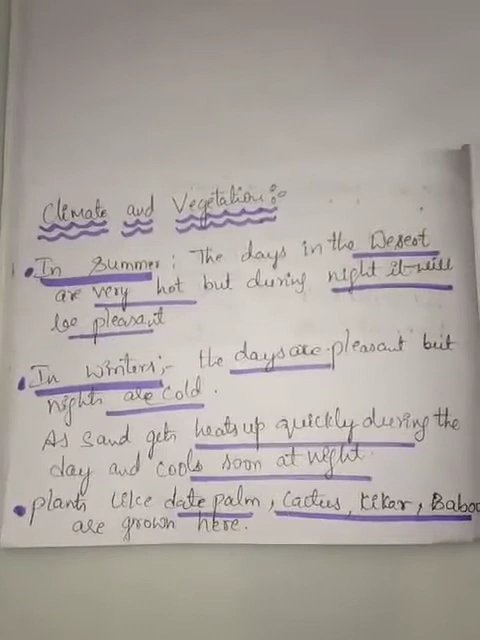 Climate and Vegetation :-
• In Summer : The days in the Desert
are very hot but during night it will
be pleasant
• In Winters ;- the days are pleasant but
nights are cold .
As sand gets heats up quickly during the
day and cools soon at night.
• plants like date palm , Cactus, kikar , Baboo
are grown here.